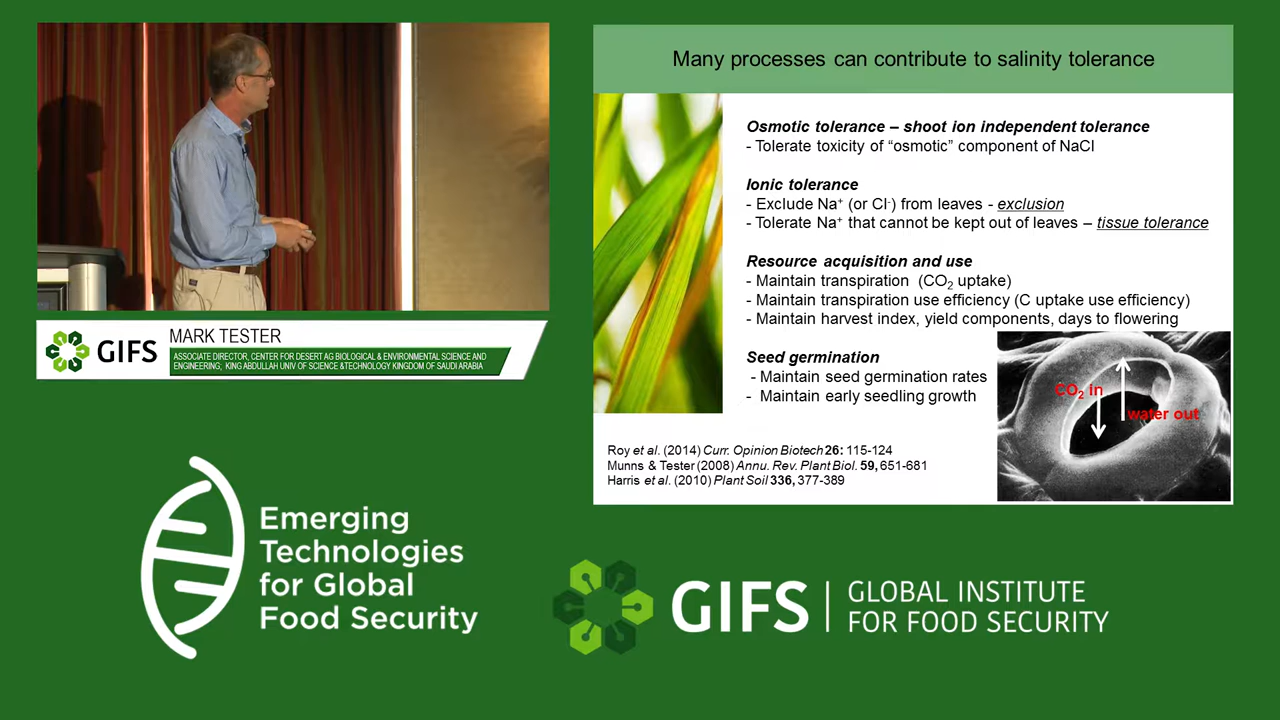 Many processes can contribute to salinity tolerance
Osmotic tolerance – shoot ion independent tolerance
- Tolerate toxicity of “osmotic” component of NaCl
Ionic tolerance
- Exclude Na⁺ (or Cl⁻) from leaves - exclusion
- Tolerate Na⁺ that cannot be kept out of leaves – tissue tolerance
Resource acquisition and use
- Maintain transpiration (CO₂ uptake)
- Maintain transpiration use efficiency (C uptake use efficiency)
- Maintain harvest index, yield components, days to flowering
Seed germination
- Maintain seed germination rates
- Maintain early seedling growth
CO₂ in
water out
Roy et al. (2014) Curr. Opinion Biotech 26: 115-124
Munns & Tester (2008) Annu. Rev. Plant Biol. 59, 651-681
Harris et al. (2010) Plant Soil 336, 377-389
GIFS
MARK TESTER
ASSOCIATE DIRECTOR, CENTER FOR DESERT AG BIOLOGICAL & ENVIRONMENTAL SCIENCE AND
ENGINEERING; KING ABDULLAH UNIV OF SCIENCE &TECHNOLOGY KINGDOM OF SAUDI ARABIA
Emerging
Technologies
for Global
Food Security
GIFS
GLOBAL INSTITUTE
FOR FOOD SECURITY